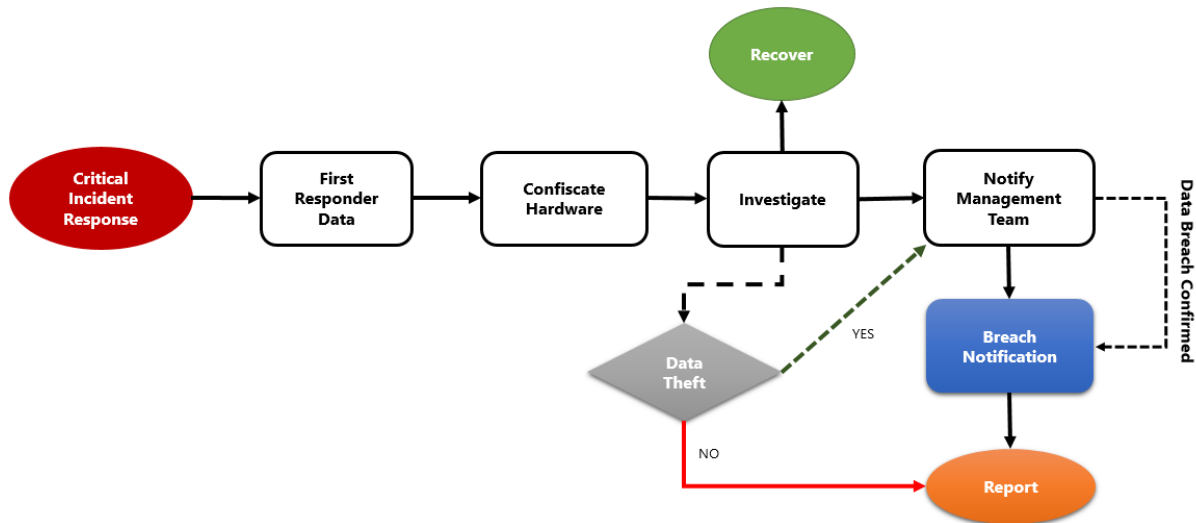 Recover
Critical
Incident
Response
First
Responder
Data
Confiscate
Hardware
Investigate
Notify
Management
Team
Data Breach Confirmed
YES
Data
Theft
Breach
Notification
NO
Report